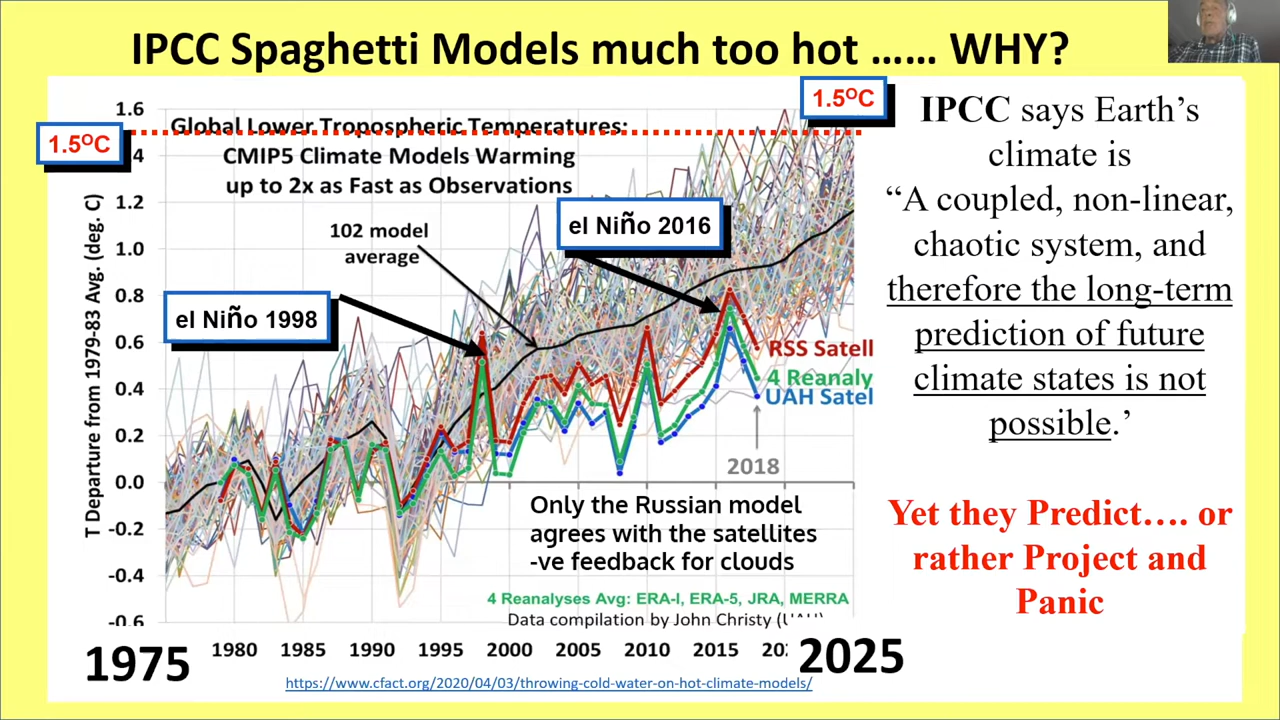 IPCC Spaghetti Models much too hot …… WHY?
1.5ºC
1.5ºC
1.6
4
1.2
1.0
0.8
0.6
0.4
0.2
0.0
-0.2
-0.4
-0.6
T Departure from 1979-83 Avg. (deg. C)
Global Lower Tropospheric Temperatures:
CMIP5 Climate Models Warming
up to 2x as Fast as Observations
102 model
average
el Niño 2016
el Niño 1998
RSS Satell
4 Reanaly
UAH Satel
2018
Only the Russian model
agrees with the satellites
-ve feedback for clouds
4 Reanalyses Avg: ERA-I, ERA-5, JRA, MERRA
Data compilation by John Christy
1975
1980 1985 1990 1995 2000 2005 2010 2015
2025
https://www.cfact.org/2020/04/03/throwing-cold-water-on-hot-climate-models/
IPCC says Earth’s
climate is
“A coupled, non-linear,
chaotic system, and
therefore the long-term
prediction of future
climate states is not
possible.’
Yet they Predict…. or
rather Project and
Panic